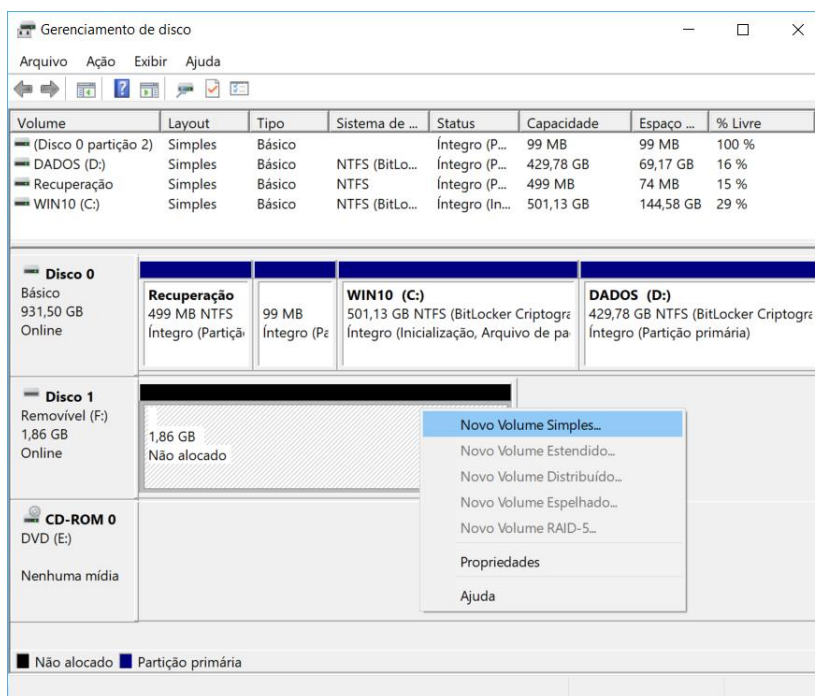 Gerenciamento de disco
Arquivo Ação Exibir Ajuda
Volume Layout Tipo Sistema de ... Status Capacidade Espaço ... % Livre
(Disco 0 partição 2) Simples Básico Íntegro (P... 99 MB 99 MB 100 %
DADOS (D:) Simples Básico NTFS (BitLo... Íntegro (P... 429,78 GB 69,17 GB 16 %
Recuperação Simples Básico NTFS Íntegro (P... 499 MB 74 MB 15 %
WIN10 (C:) Simples Básico NTFS (BitLo... Íntegro (In... 501,13 GB 144,58 GB 29 %
Disco 0
Básico
931,50 GB
Online
Recuperação
499 MB NTFS
Íntegro (Partiçã
99 MB
Íntegro (Pa
WIN10 (C:)
501,13 GB NTFS (BitLocker Criptogra
Íntegro (Inicialização, Arquivo de pa
DADOS (D:)
429,78 GB NTFS (BitLocker Criptogra
Íntegro (Partição primária)
Disco 1
Removível (F:)
1,86 GB
Online
1,86 GB
Não alocado
Novo Volume Simples...
Novo Volume Estendido...
Novo Volume Distribuído...
Novo Volume Espelhado...
Novo Volume RAID-5...
Propriedades
Ajuda
CD-ROM 0
DVD (E:)
Nenhuma mídia
Não alocado Partição primária